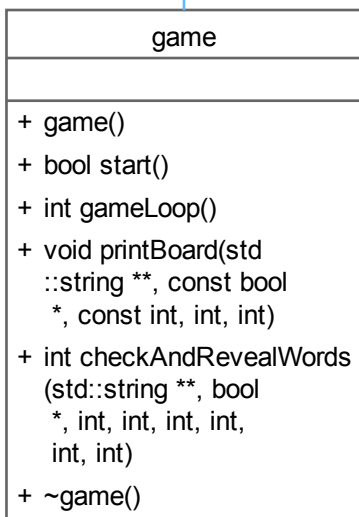 game
+ game()
+ bool start()
+ int gameLoop()
+ void printBoard(std
::string **, const bool
*, const int, int, int)
+ int checkAndRevealWords
(std::string **, bool
*, int, int, int, int,
int, int)
+ ~game()